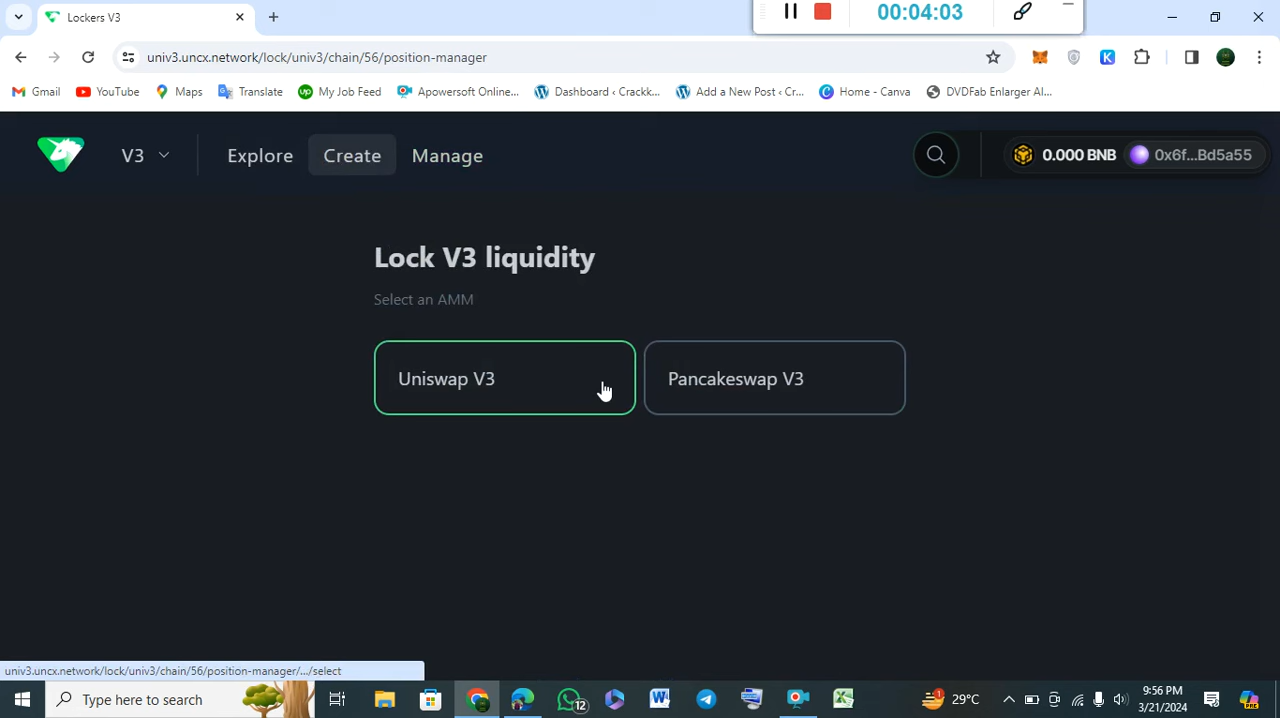 Lockers V3
00:04:03
univ3.uncx.network/lock/univ3/chain/56/position-manager
Gmail YouTube Maps Translate My Job Feed Apowersoft Online... Dashboard ‹ Crackk... Add a New Post ‹ Cr... Home - Canva DVDFab Enlarger AI...
V3 Explore Create Manage 0.000 BNB 0x6f...Bd5a55
Lock V3 liquidity
Select an AMM
Uniswap V3 Pancakeswap V3
univ3.uncx.network/lock/univ3/chain/56/position-manager/.../select
Type here to search 12 29°C 9:56 PM
3/21/2024